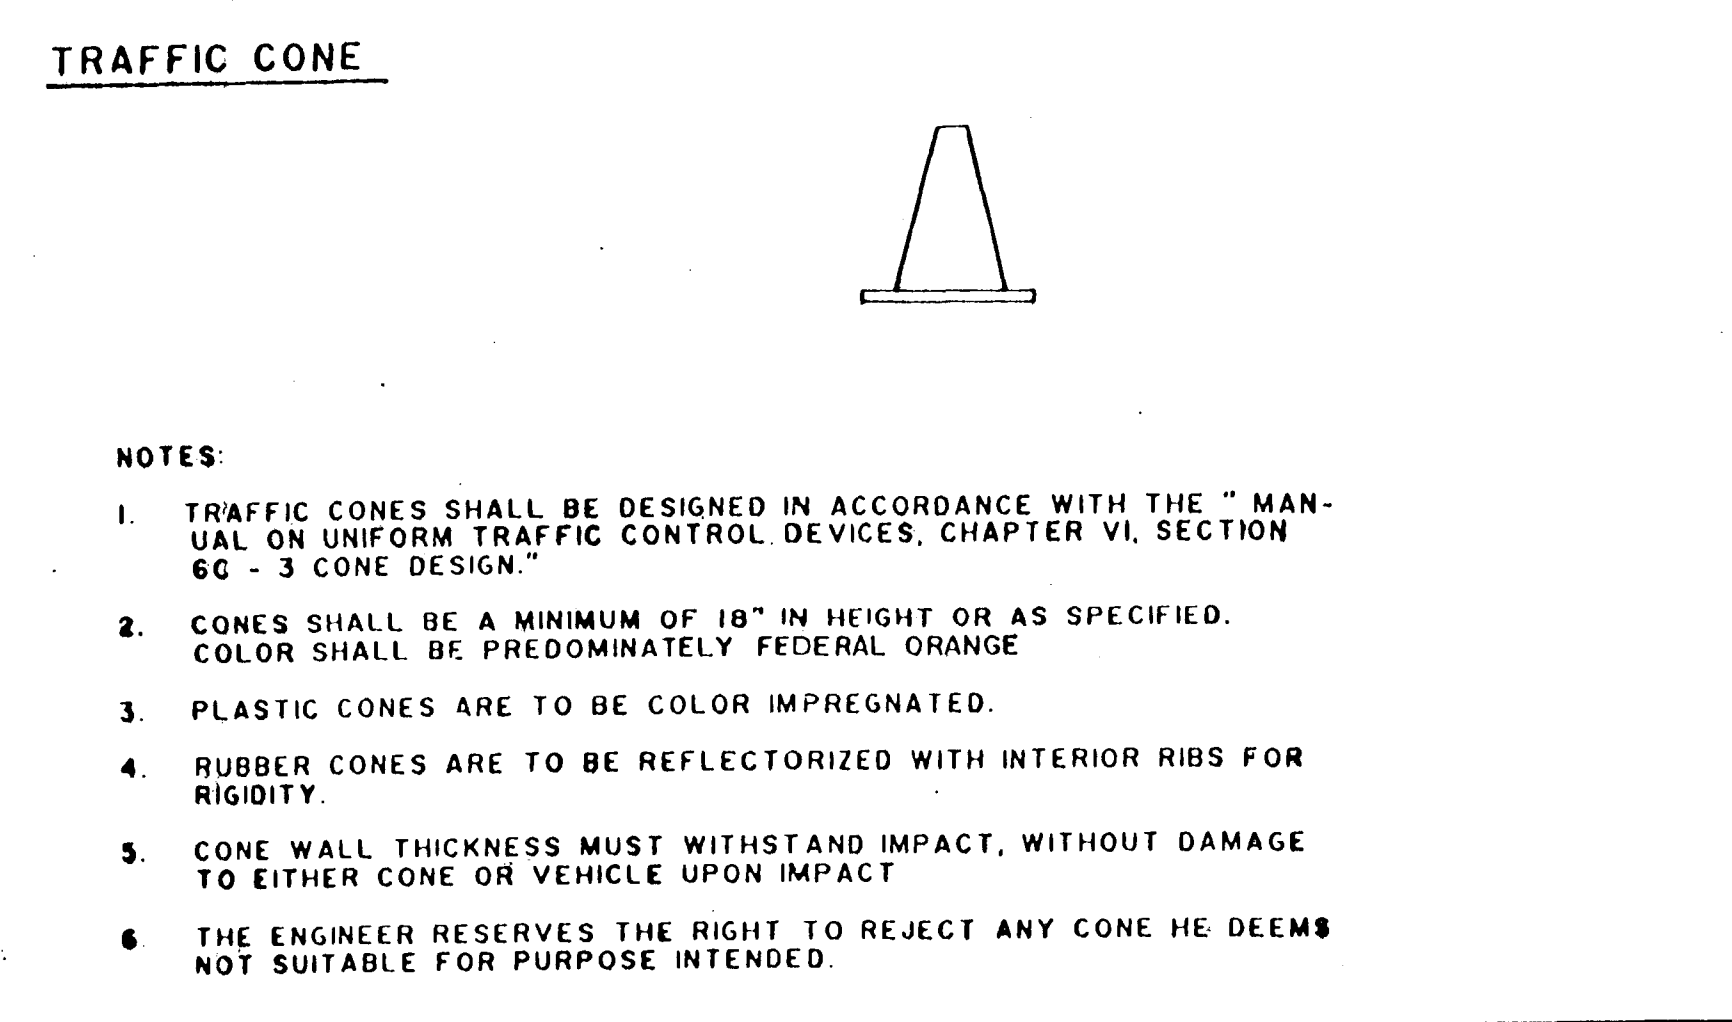 TRAFFIC CONE
NOTES:
1. TRAFFIC CONES SHALL BE DESIGNED IN ACCORDANCE WITH THE " MAN-
UAL ON UNIFORM TRAFFIC CONTROL DEVICES, CHAPTER VI, SECTION
6C - 3 CONE DESIGN."
2. CONES SHALL BE A MINIMUM OF 18" IN HEIGHT OR AS SPECIFIED.
COLOR SHALL BE PREDOMINATELY FEDERAL ORANGE
3. PLASTIC CONES ARE TO BE COLOR IMPREGNATED.
4. RUBBER CONES ARE TO BE REFLECTORIZED WITH INTERIOR RIBS FOR
RIGIDITY.
5. CONE WALL THICKNESS MUST WITHSTAND IMPACT, WITHOUT DAMAGE
TO EITHER CONE OR VEHICLE UPON IMPACT
6. THE ENGINEER RESERVES THE RIGHT TO REJECT ANY CONE HE DEEMS
NOT SUITABLE FOR PURPOSE INTENDED.